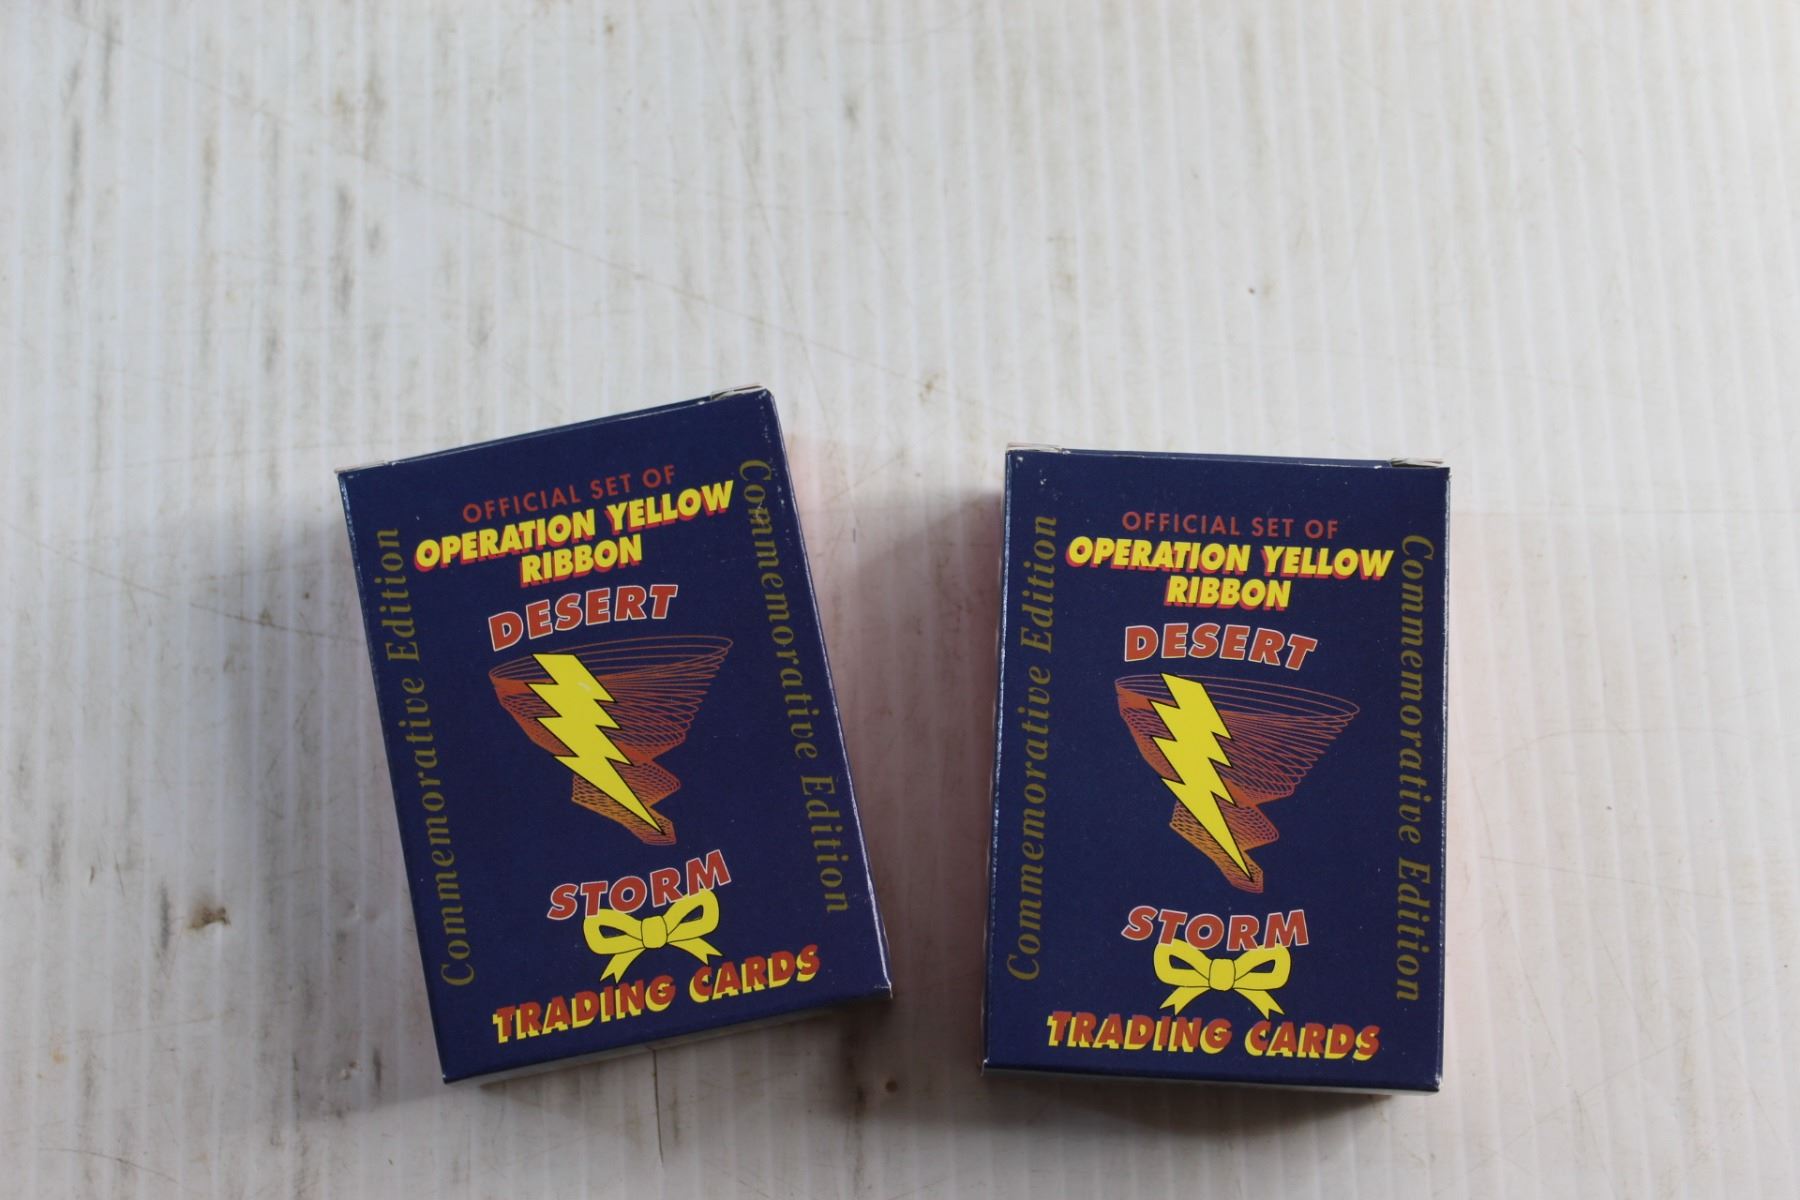 OFFICIAL SET OF
OPERATION YELLOW
RIBBON
DESERT
STORM
TRADING CARDS
Commemorative Edition
Commemorative Edition
OFFICIAL SET OF
OPERATION YELLOW
RIBBON
DESERT
STORM
TRADING CARDS
Commemorative Edition
Commemorative Edition